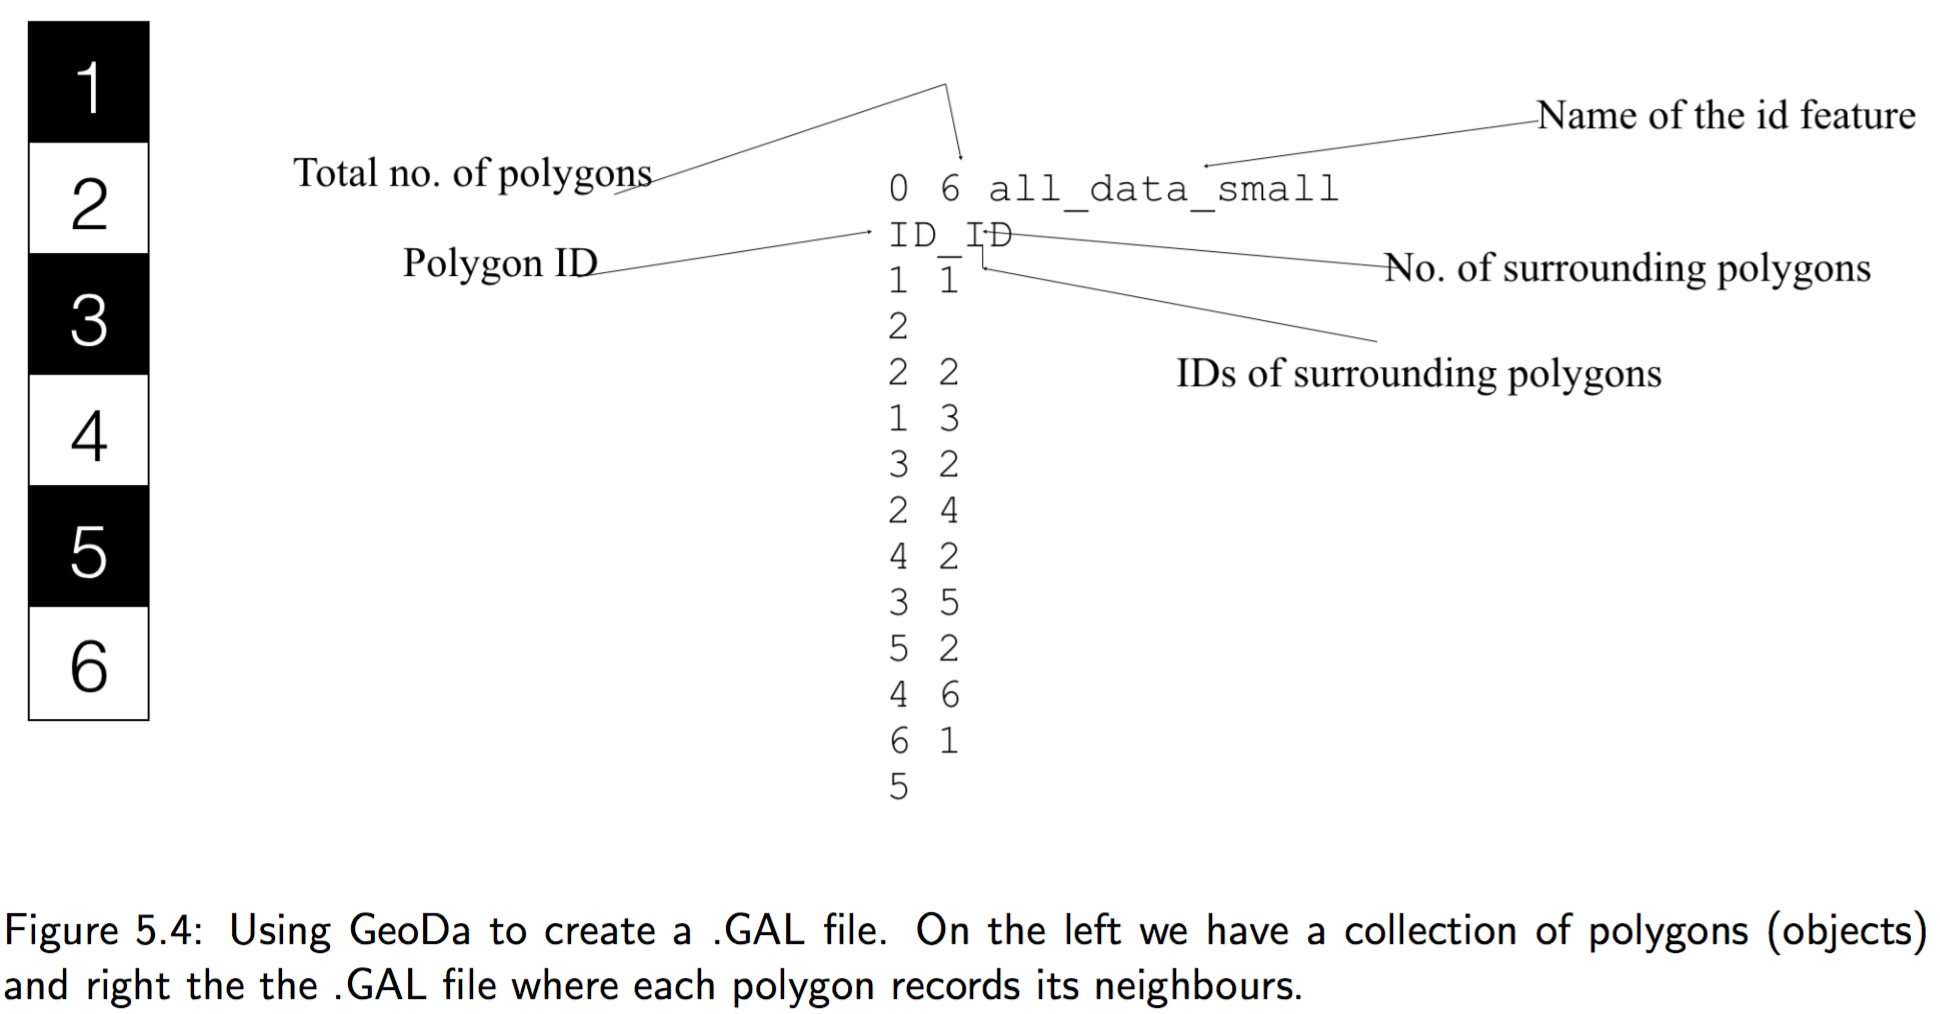 1
2
3
4
5
6
Total no. of polygons
Polygon ID
Name of the id feature
No. of surrounding polygons
IDs of surrounding polygons
0 6 all_data_small
ID_ID
1 1
2
2 2
1 3
3 2
2 4
4 2
3 5
5 2
4 6
6 1
5
Figure 5.4: Using GeoDa to create a .GAL file. On the left we have a collection of polygons (objects)
and right the the .GAL file where each polygon records its neighbours.